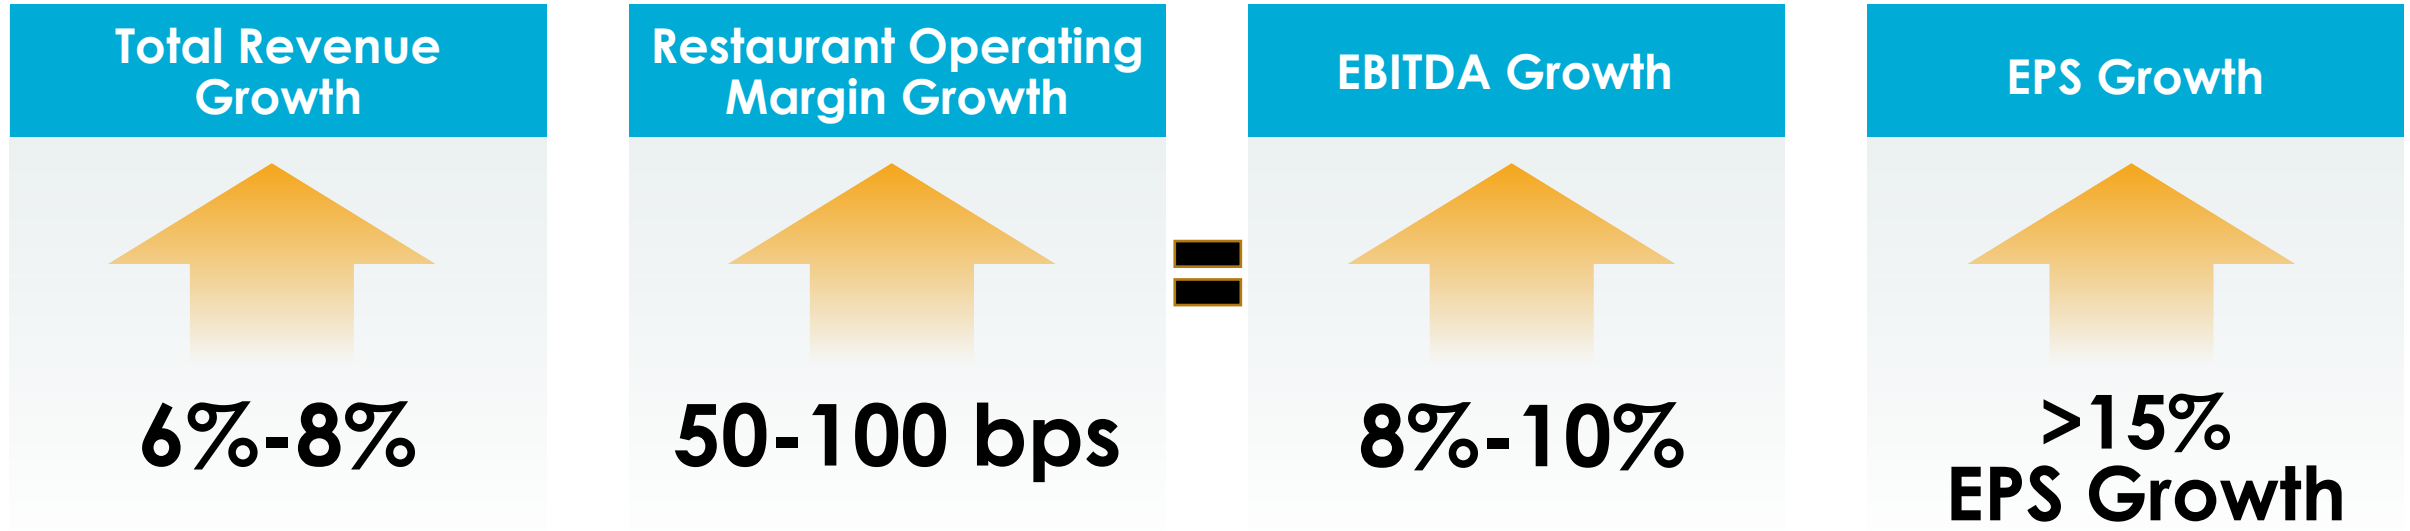 Total Revenue
Growth
6%-8%
Restaurant Operating
Margin Growth
50-100 bps
=
EBITDA Growth
8%-10%
EPS Growth
>15%
EPS Growth